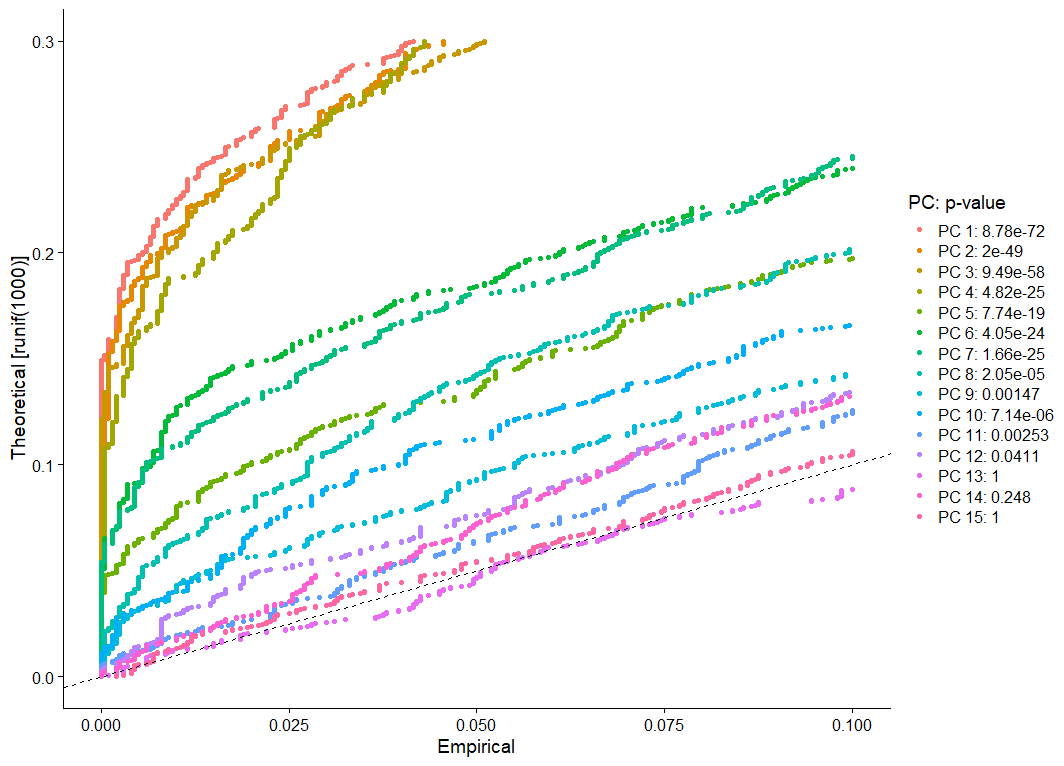 0.3
0.2
0.1
0.0
Theoretical [runif(1000)]
0.000
0.025
0.050
0.075
0.100
Empirical
PC: p-value
PC 1: 8.78e-72
PC 2: 2e-49
PC 3: 9.49e-58
PC 4: 4.82e-25
PC 5: 7.74e-19
PC 6: 4.05e-24
PC 7: 1.66e-25
PC 8: 2.05e-05
PC 9: 0.00147
PC 10: 7.14e-06
PC 11: 0.00253
PC 12: 0.0411
PC 13: 1
PC 14: 0.248
PC 15: 1